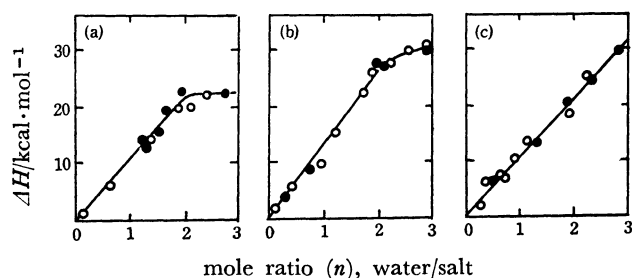 (a) (b) (c)
30
20
10
0 1 2 3 0 1 2 3 0 1 2 3
ΔH/kcal·mol⁻¹
mole ratio (n), water/salt